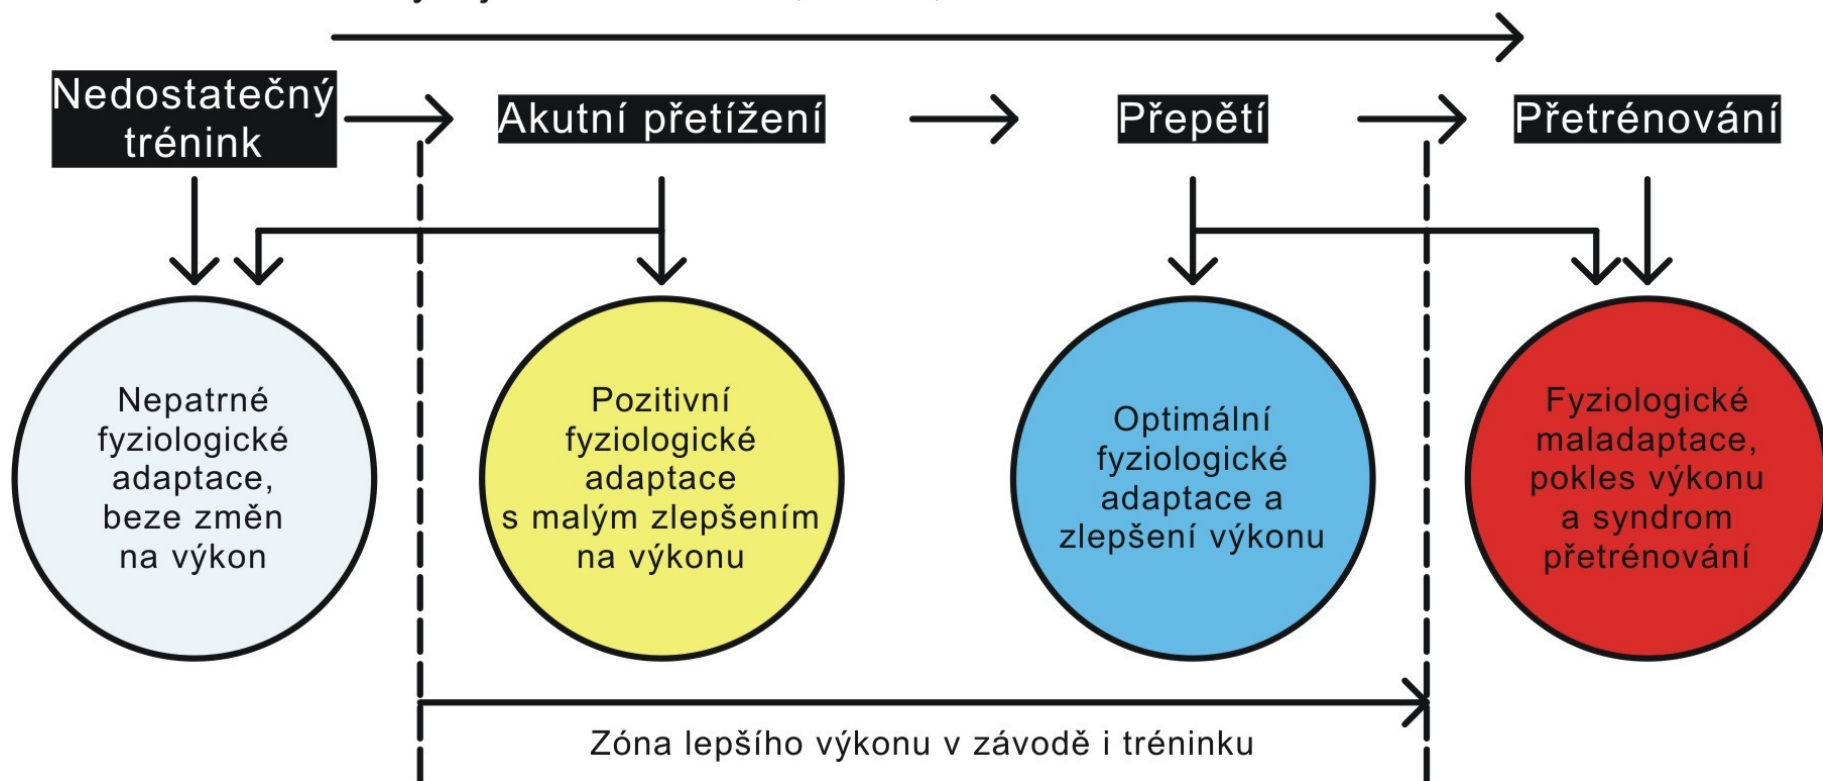 Nedostatečný
trénink
Akutní přetížení
Přepětí
Přetrénování
Nepatrné
fyziologické
adaptace,
beze změn
na výkon
Pozitivní
fyziologické
adaptace
s malým zlepšením
na výkonu
Optimální
fyziologické
adaptace a
zlepšení výkonu
Fyziologické
maladaptace,
pokles výkonu
a syndrom
přetrénování
Zóna lepšího výkonu v závodě i tréninku